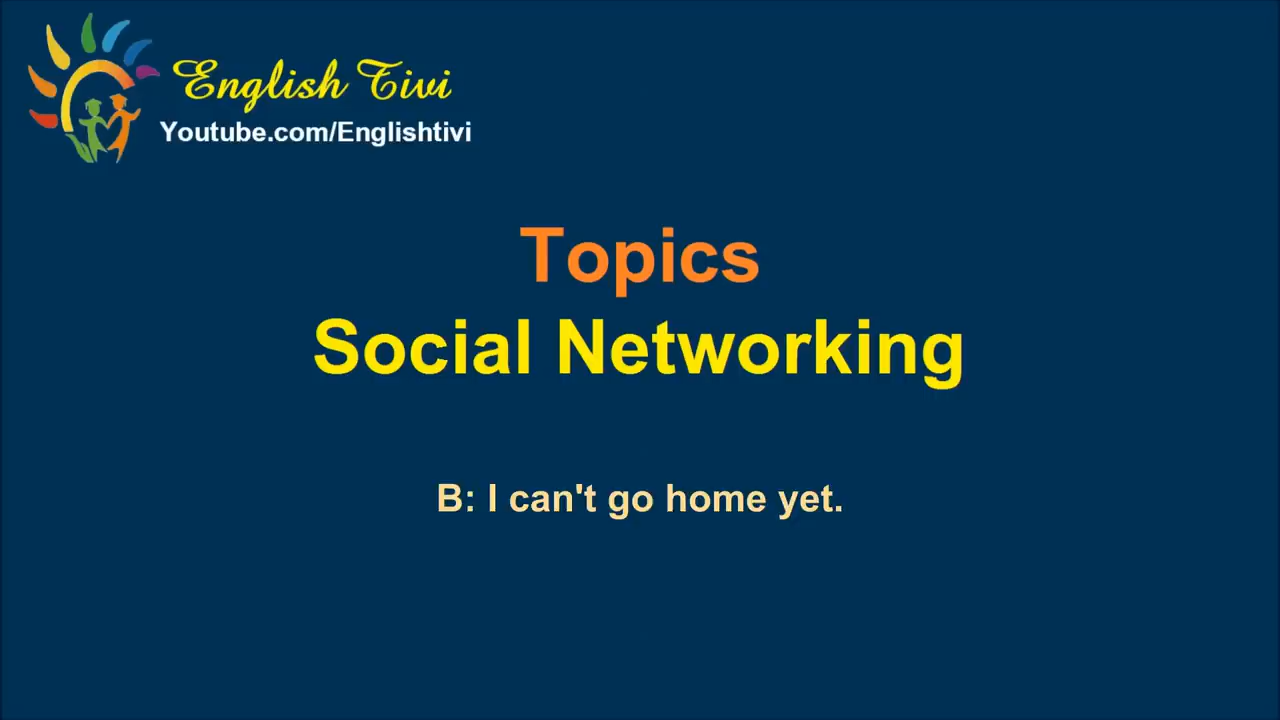 English Tivi
Youtube.com/Englishtivi
Topics
Social Networking
B: I can't go home yet.